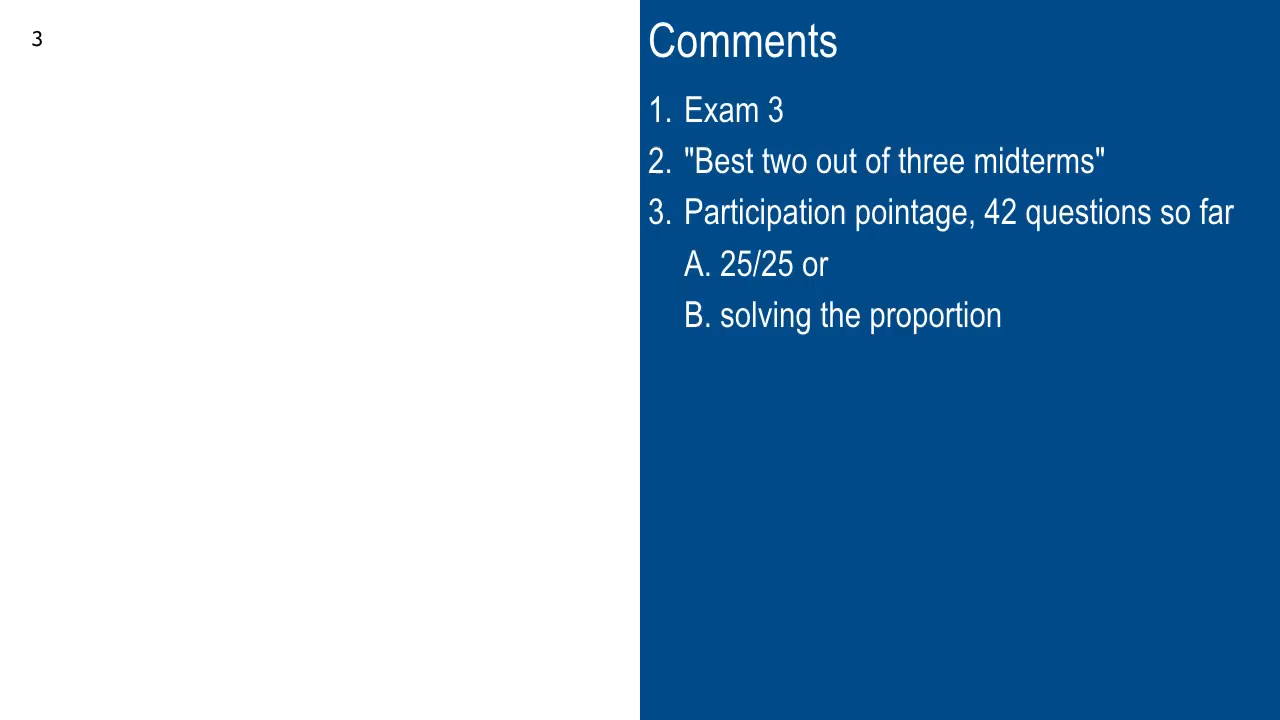 3
Comments
1. Exam 3
2. "Best two out of three midterms"
3. Participation pointage, 42 questions so far
A. 25/25 or
B. solving the proportion